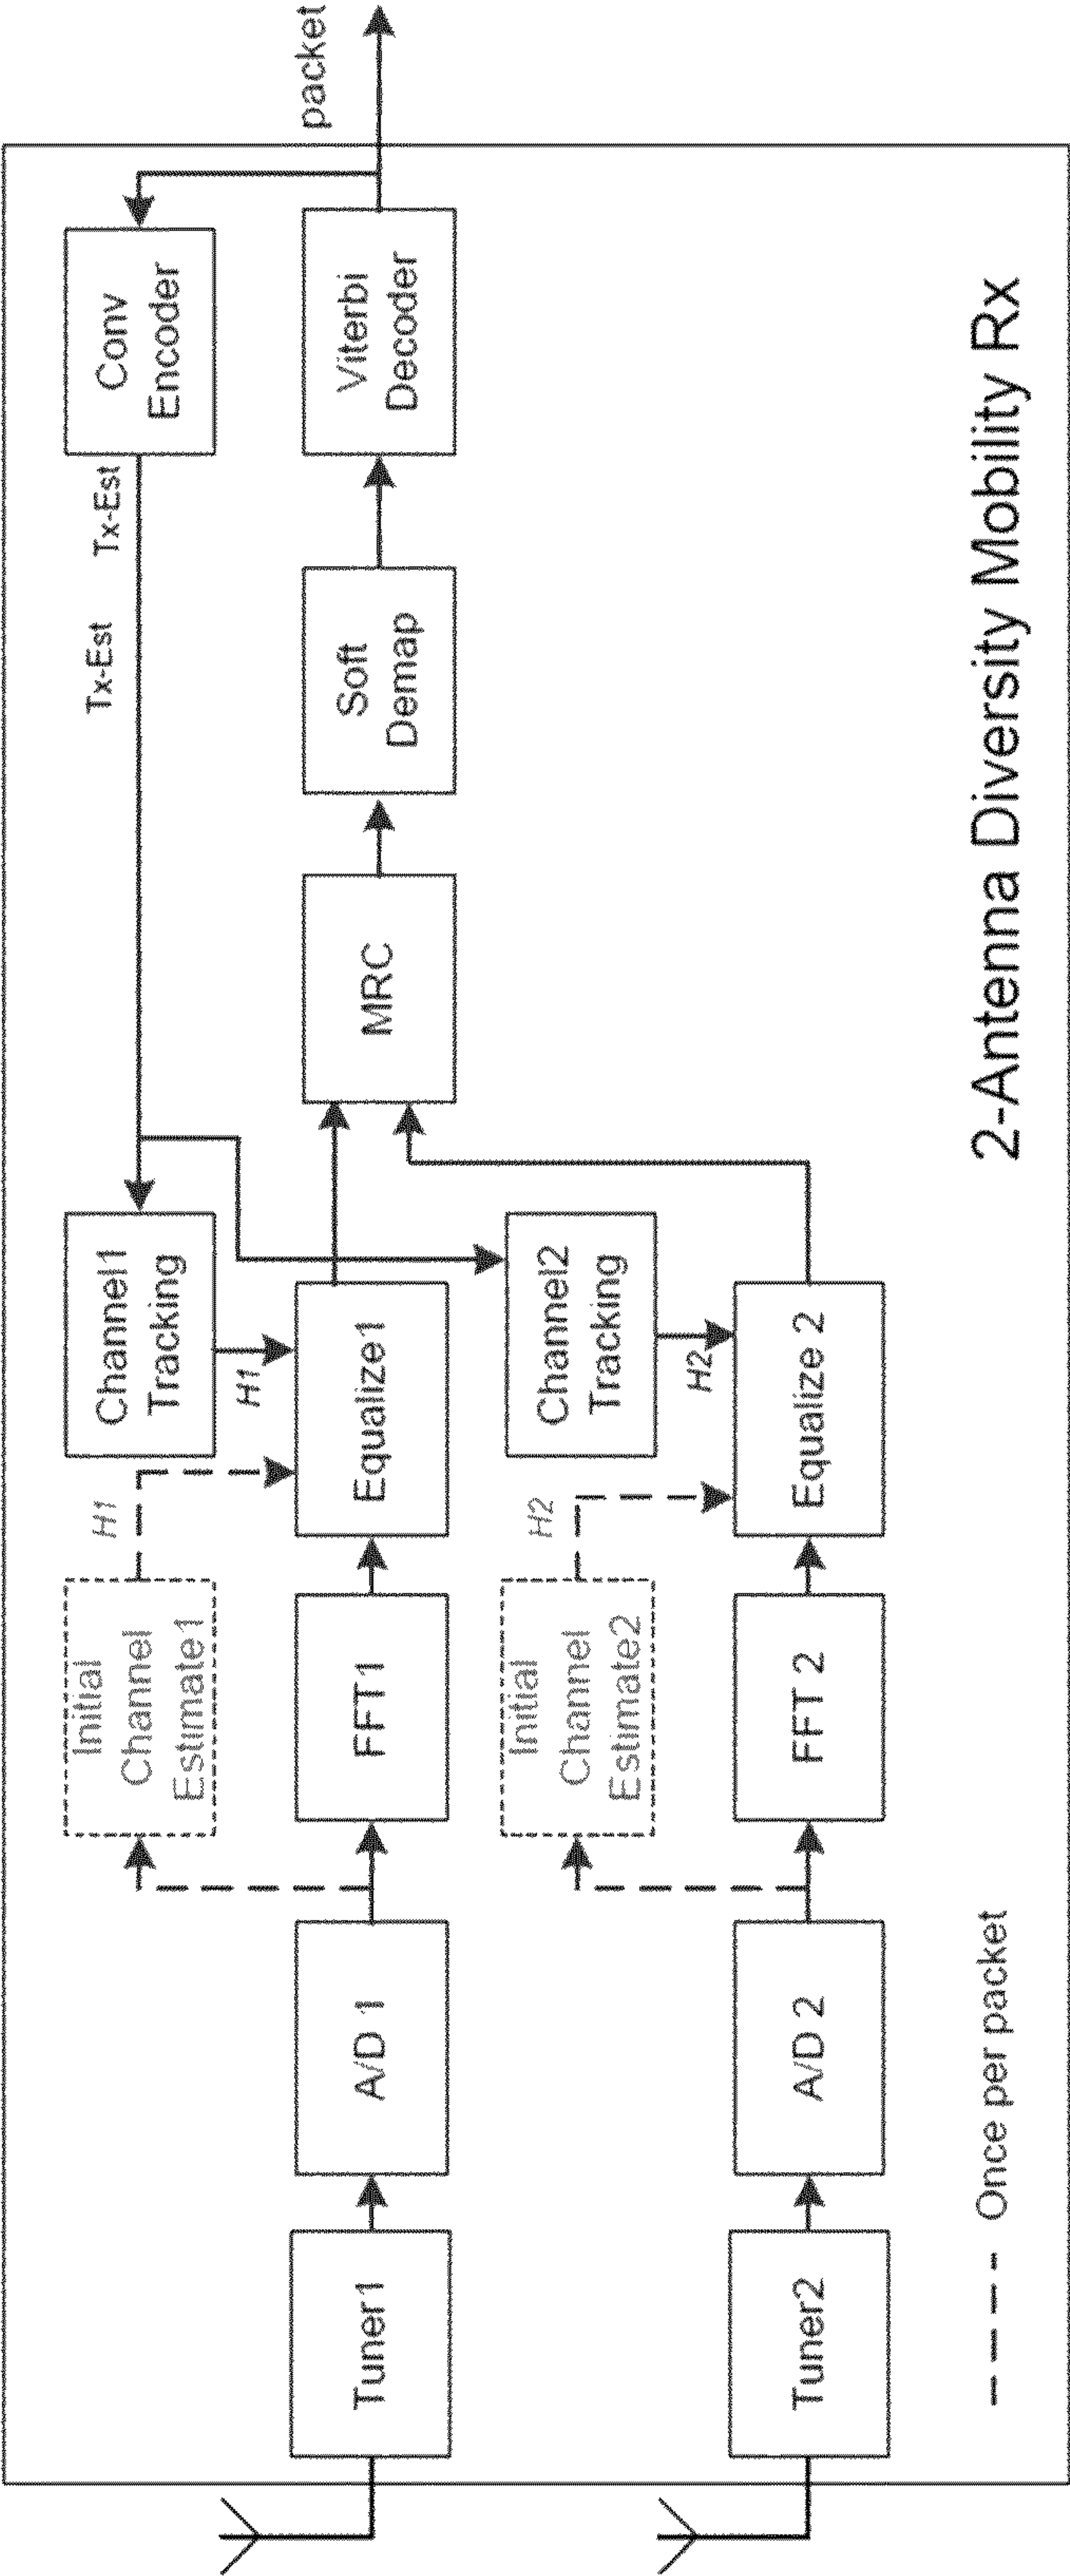 packet
Conv
Encoder
Tx-Est
Tx-Est
Viterbi
Decoder
Soft
Demap
MRC
Channel1
Tracking
H1
H1
Initial
Channel
Estimate1
Equalize1
FFT1
A/D 1
Tuner1
Channel2
Tracking
H2
H2
Initial
Channel
Estimate2
Equalize 2
FFT 2
A/D 2
Tuner2
Once per packet
2-Antenna Diversity Mobility Rx